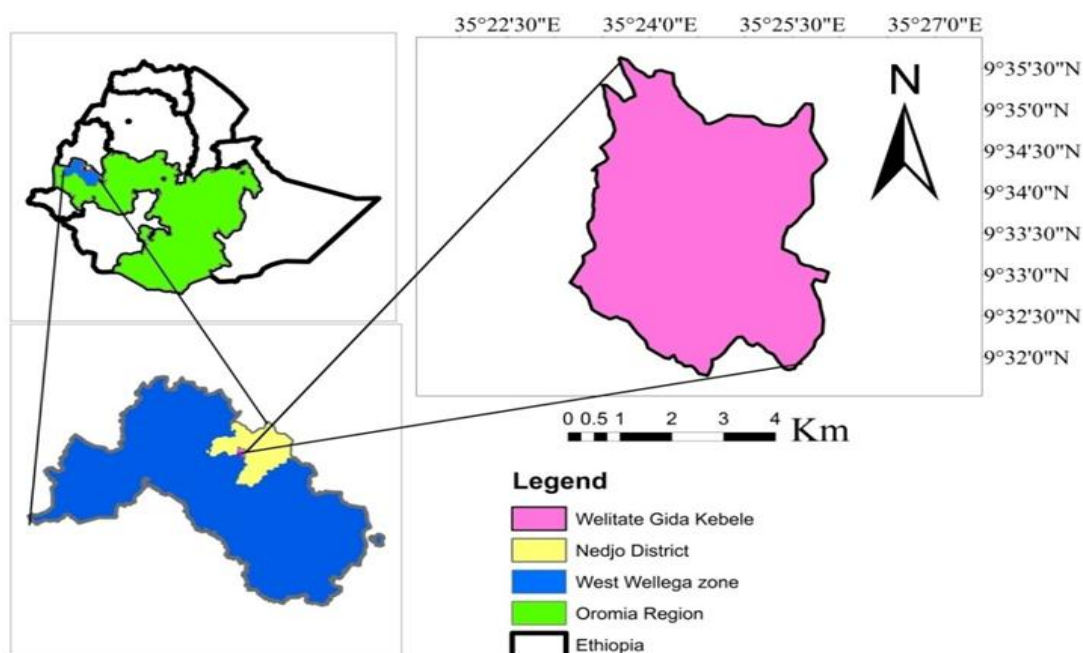 35°22'30"E 35°24'0"E 35°25'30"E 35°27'0"E
9°35'30"N
9°35'0"N
9°34'30"N
9°34'0"N
9°33'30"N
9°33'0"N
9°32'30"N
9°32'0"N
N
0 0.5 1 2 3 4 Km
Legend
Welitate Gida Kebele
Nedjo District
West Wellega zone
Oromia Region
Ethiopia